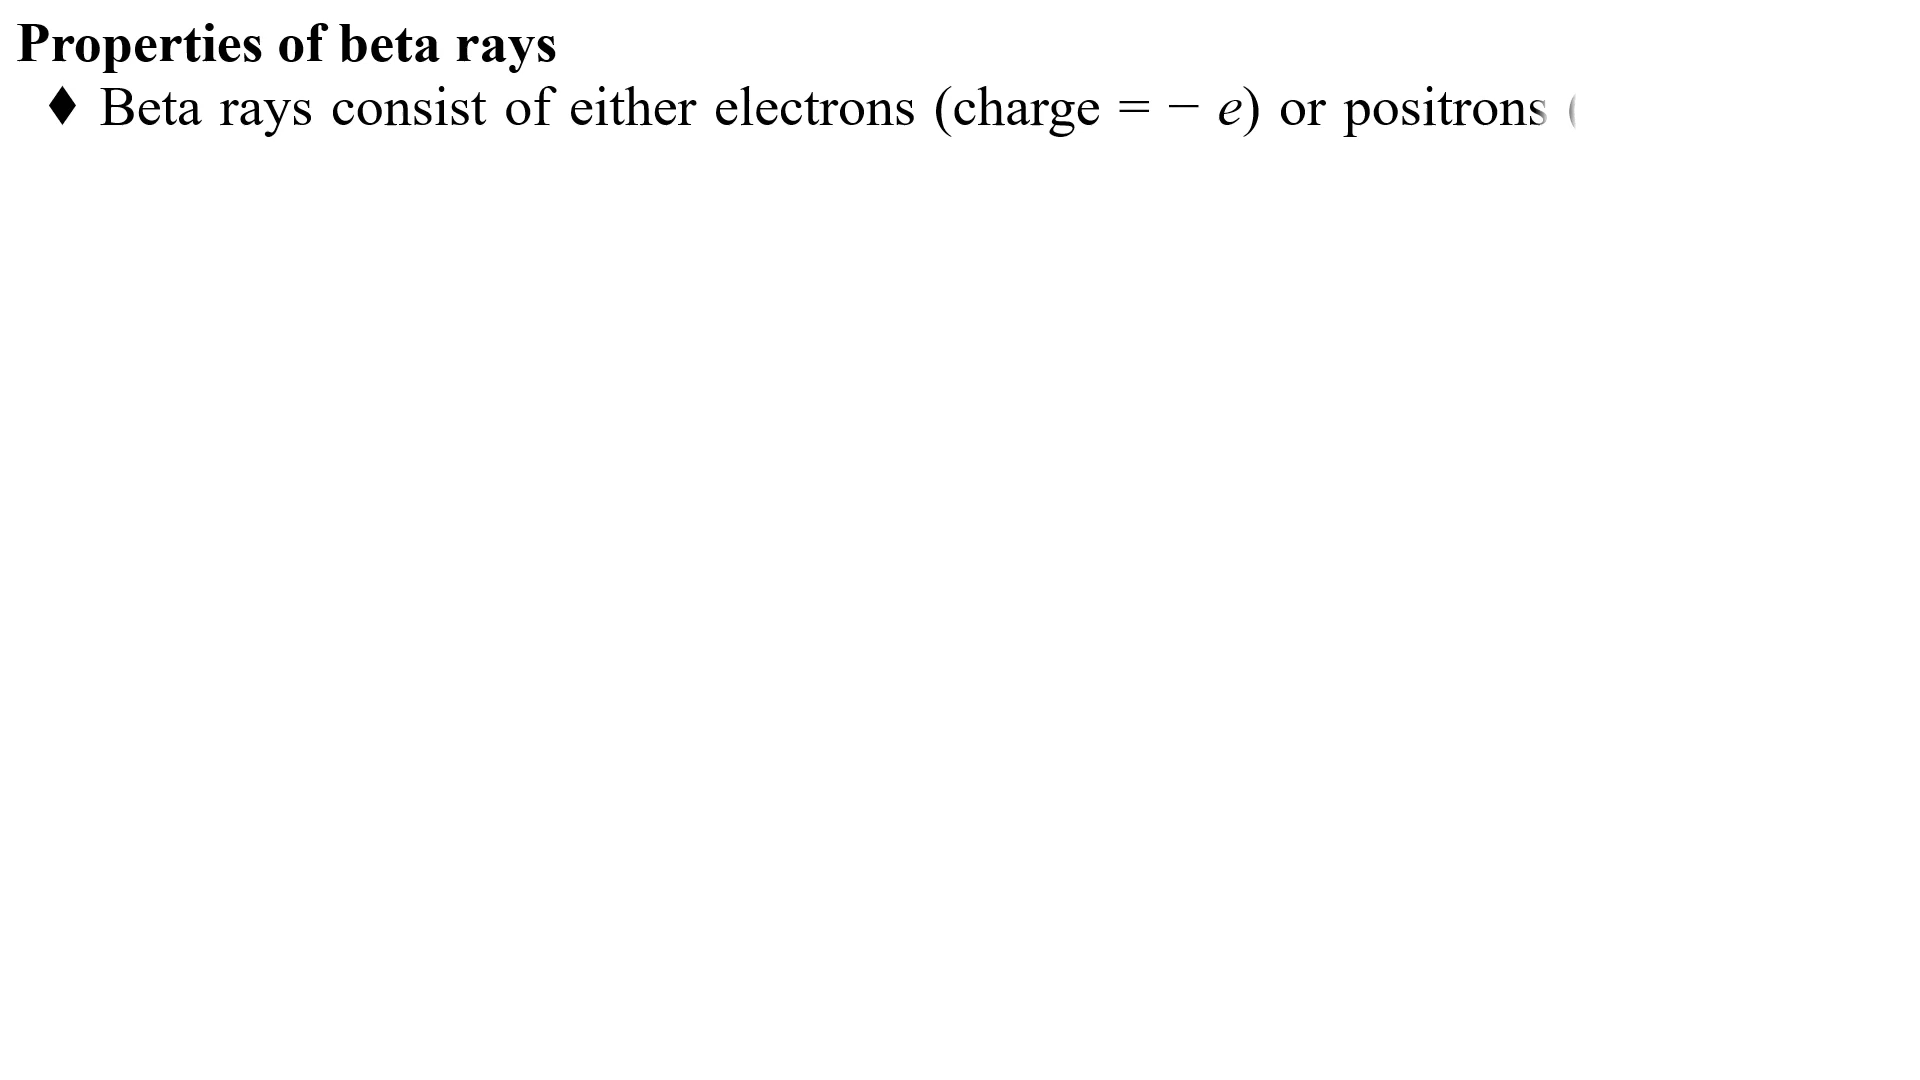 Properties of beta rays
♦ Beta rays consist of either electrons (charge = − e) or positrons (